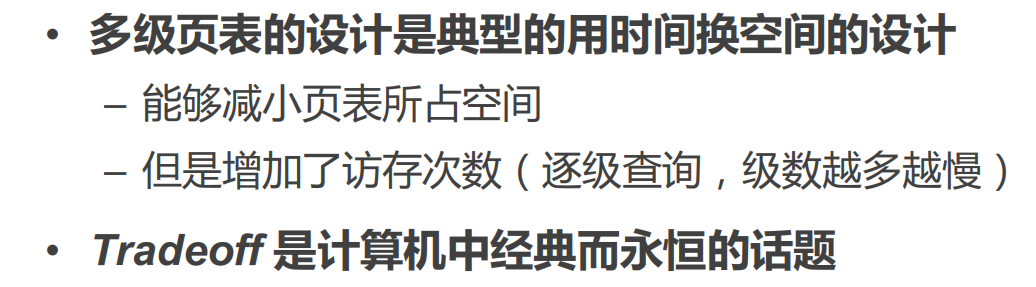 • 多级页表的设计是典型的用时间换空间的设计
– 能够减小页表所占空间
– 但是增加了访存次数（逐级查询，级数越多越慢）
• Tradeoff 是计算机中经典而永恒的话题